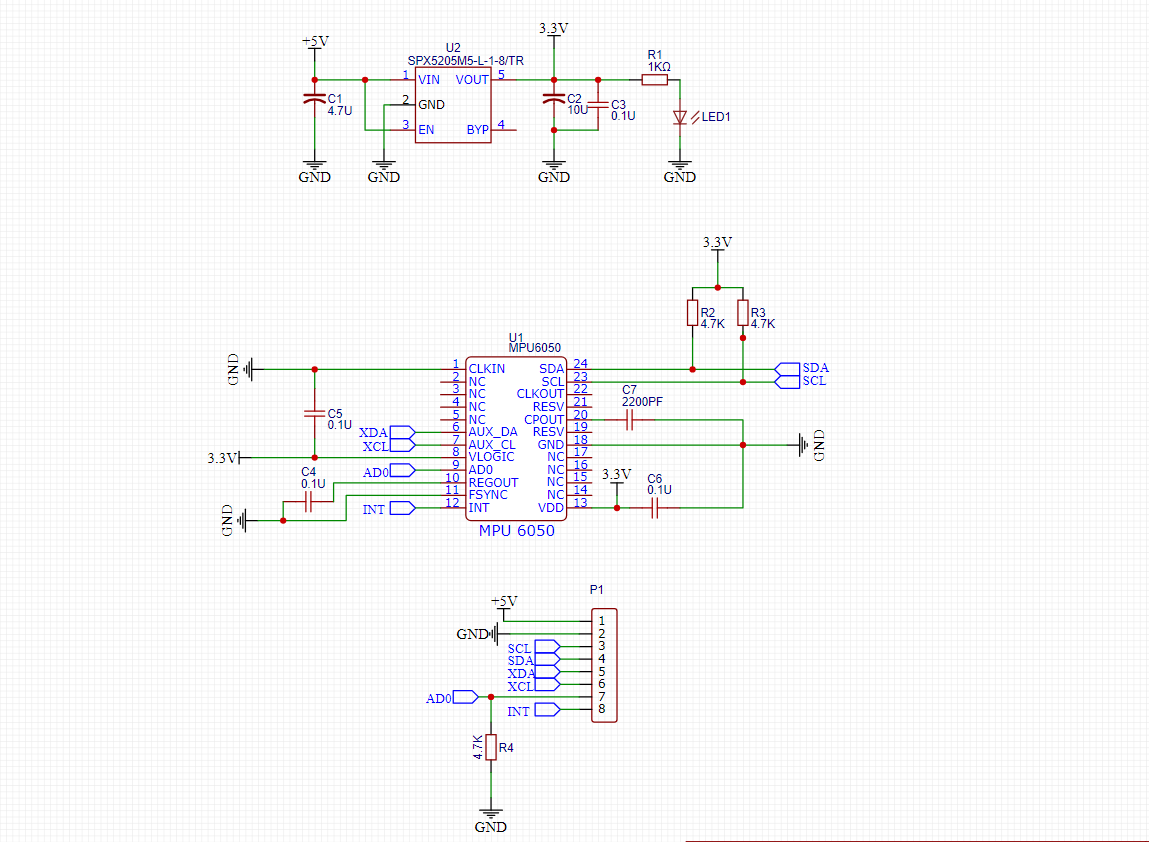 +5V
3.3V
U2
SPX5205M5-L-1-8/TR
R1
1KΩ
1 VIN VOUT 5
2 GND
3 EN BYP 4
C1
4.7U
C2
10U
C3
0.1U
LED1
GND GND GND GND
3.3V
R2
4.7K
R3
4.7K
U1
MPU6050
GND
1 CLKIN SDA 24 SDA
2 NC SCL 23 SCL
3 NC CLKOUT 22
4 NC RESV 21
5 NC CPOUT 20
XDA 6 AUX_DA RESV 19
XCL 7 AUX_CL GND 18 GND
3.3V 8 VLOGIC NC 17
AD0 9 AD0 NC 16
10 REGOUT NC 15
11 FSYNC NC 14
INT 12 INT VDD 13
C5
0.1U
C4
0.1U
GND
C7
2200PF
3.3V
C6
0.1U
MPU 6050
P1
+5V
1
GND 2
SCL 3
SDA 4
XDA 5
XCL 6
AD0 7
INT 8
4.7K R4
GND